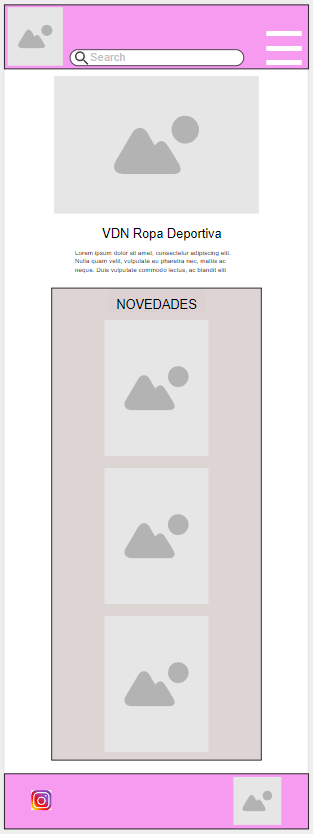 Search
VDN Ropa Deportiva
Lorem ipsum dolor sit amet, consectetur adipiscing elit.
Nulla quam velit, vulputate eu pharetra nec, mattis ac
neque. Duis vulputate commodo lectus, ac blandit elit
NOVEDADES